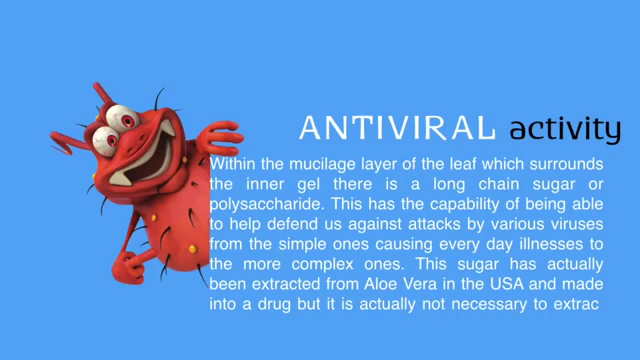 ANTIVIRAL activity
Within the mucilage layer of the leaf which surrounds
the inner gel there is a long chain sugar or
polysaccharide. This has the capability of being able
to help defend us against attacks by various viruses
from the simple ones causing every day illnesses to
the more complex ones. This sugar has actually
been extracted from Aloe Vera in the USA and made
into a drug but it is actually not necessary to extrac